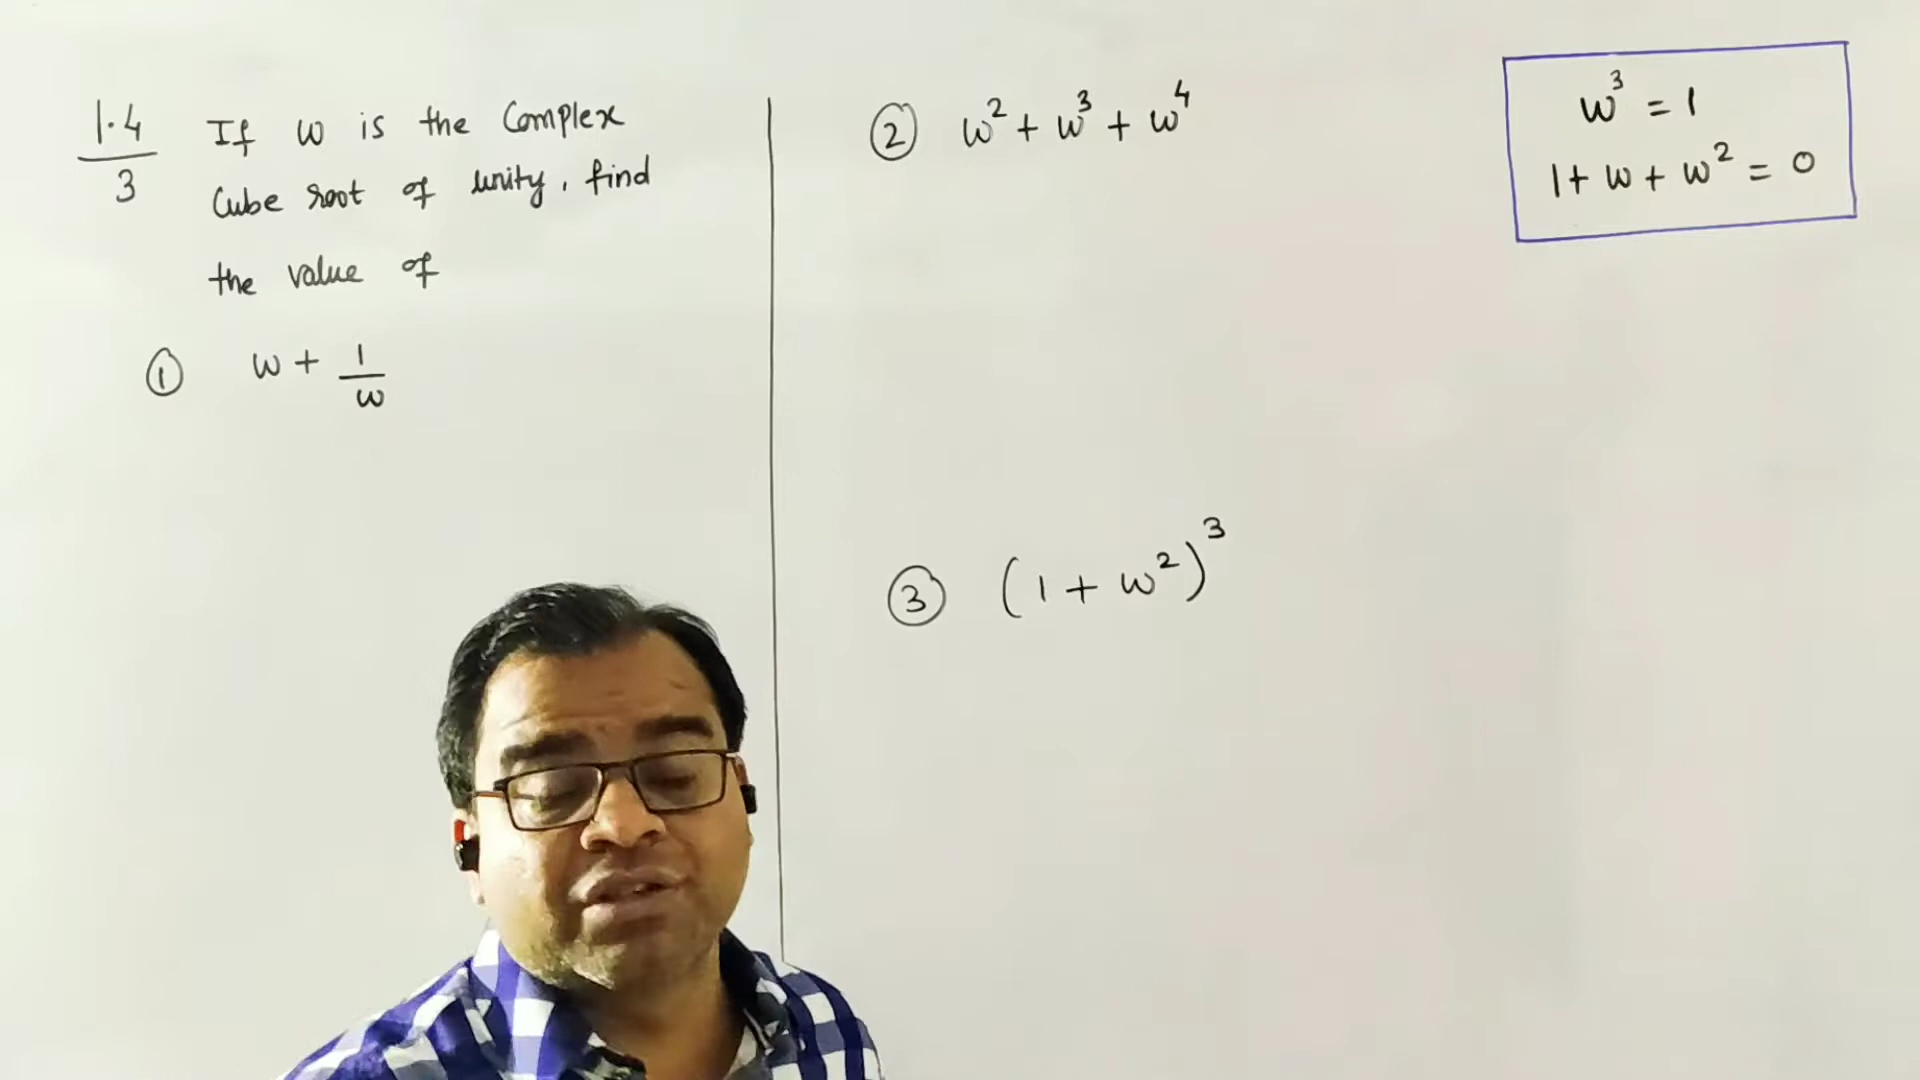 1.4
3
If ω is the Complex
Cube root of unity, find
the value of
① ω + 1/ω
② ω² + ω³ + ω⁴
③ (1 + ω²)³
ω³ = 1
1 + ω + ω² = 0